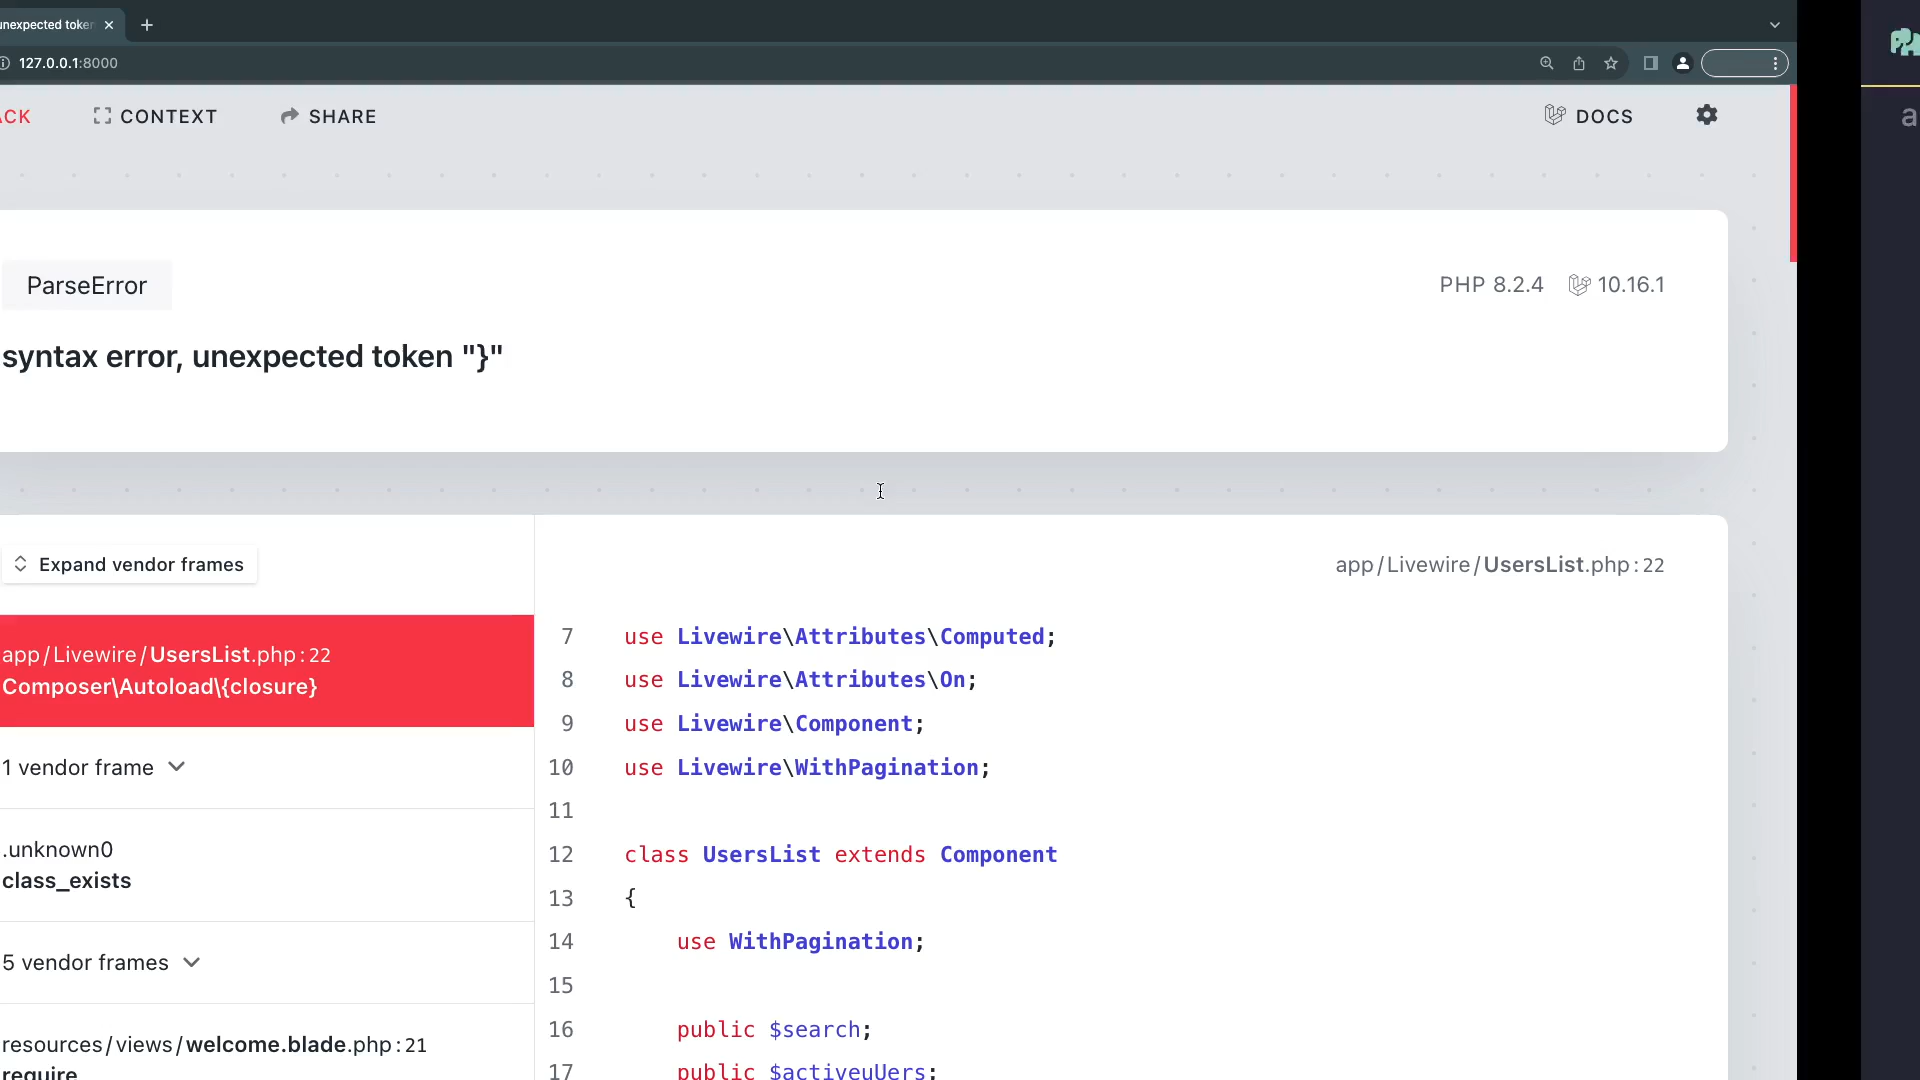 unexpected token
127.0.0.1:8000
ACK
CONTEXT
SHARE
DOCS
a
ParseError
PHP 8.2.4
10.16.1
syntax error, unexpected token "}"
Expand vendor frames
app/Livewire/UsersList.php:22
app/Livewire/UsersList.php:22
Composer\Autoload\{closure}
1 vendor frame
.unknown0
class_exists
5 vendor frames
resources/views/welcome.blade.php:21
require
7 use Livewire\Attributes\Computed;
8 use Livewire\Attributes\On;
9 use Livewire\Component;
10 use Livewire\WithPagination;
11
12 class UsersList extends Component
13 {
14 use WithPagination;
15
16 public $search;
17 public $activeuUers;